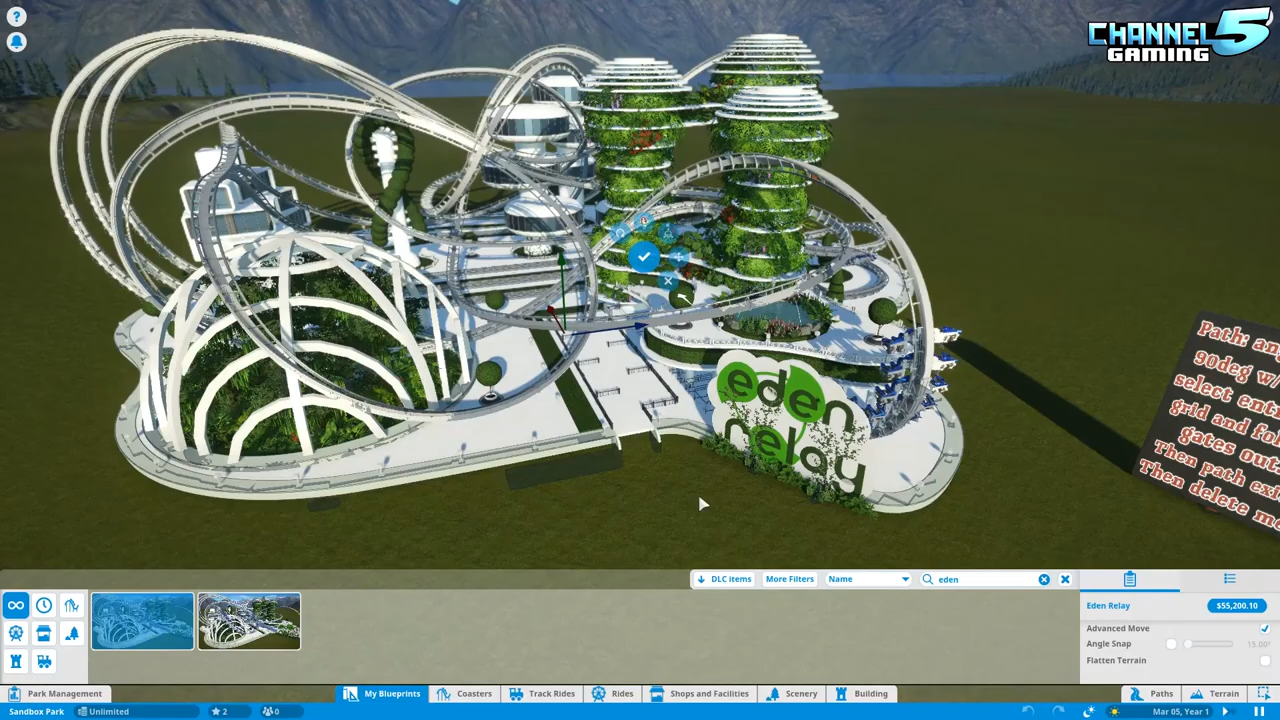 ?
CHANNEL 5
GAMING
eden
relay
Path: an
90deg w/
select ent
grid and fo
gates out
Then path exi
Then delete me
DLC items
More Filters
Name
eden
Eden Relay
$55,200.10
Advanced Move
Angle Snap
15.00°
Flatten Terrain
Park Management
My Blueprints
Coasters
Track Rides
Rides
Shops and Facilities
Scenery
Building
Paths
Terrain
Sandbox Park
Unlimited
2
0
Mar 05, Year 1